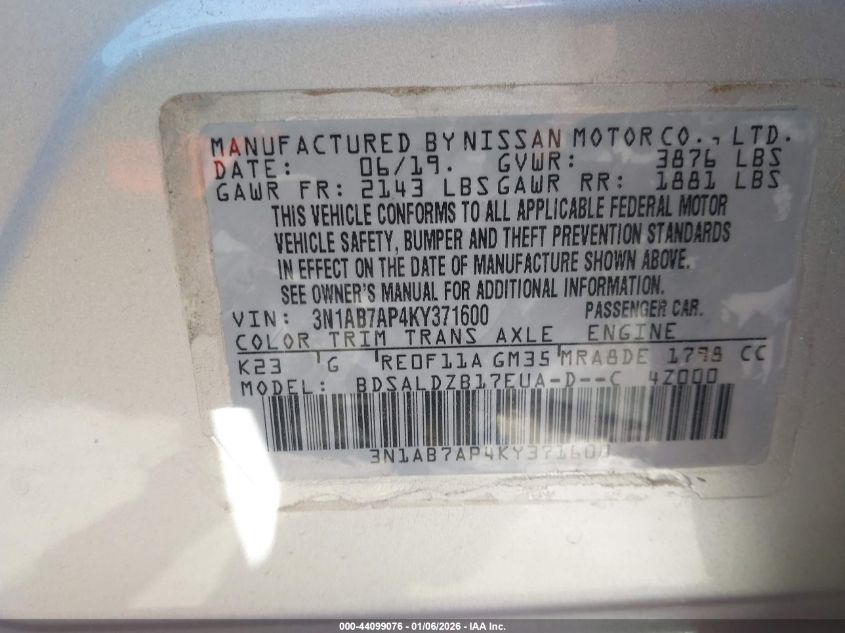 MANUFACTURED BY NISSAN MOTOR CO., LTD.
DATE: 06/19. GVWR: 3876 LBS
GAWR FR: 2143 LBS GAWR RR: 1881 LBS
THIS VEHICLE CONFORMS TO ALL APPLICABLE FEDERAL MOTOR
VEHICLE SAFETY, BUMPER AND THEFT PREVENTION STANDARDS
IN EFFECT ON THE DATE OF MANUFACTURE SHOWN ABOVE.
SEE OWNER'S MANUAL FOR ADDITIONAL INFORMATION.
VIN: 3N1AB7AP4KY371600 PASSENGER CAR.
COLOR TRIM TRANS AXLE ENGINE
K23 G RE0F11A GM35 MRA8DE 1798 CC
MODEL: BDSALDZB17EUA-D--C 4Z000
3N1AB7AP4KY371600
000-44099076 - 01/06/2026 - IAA Inc.